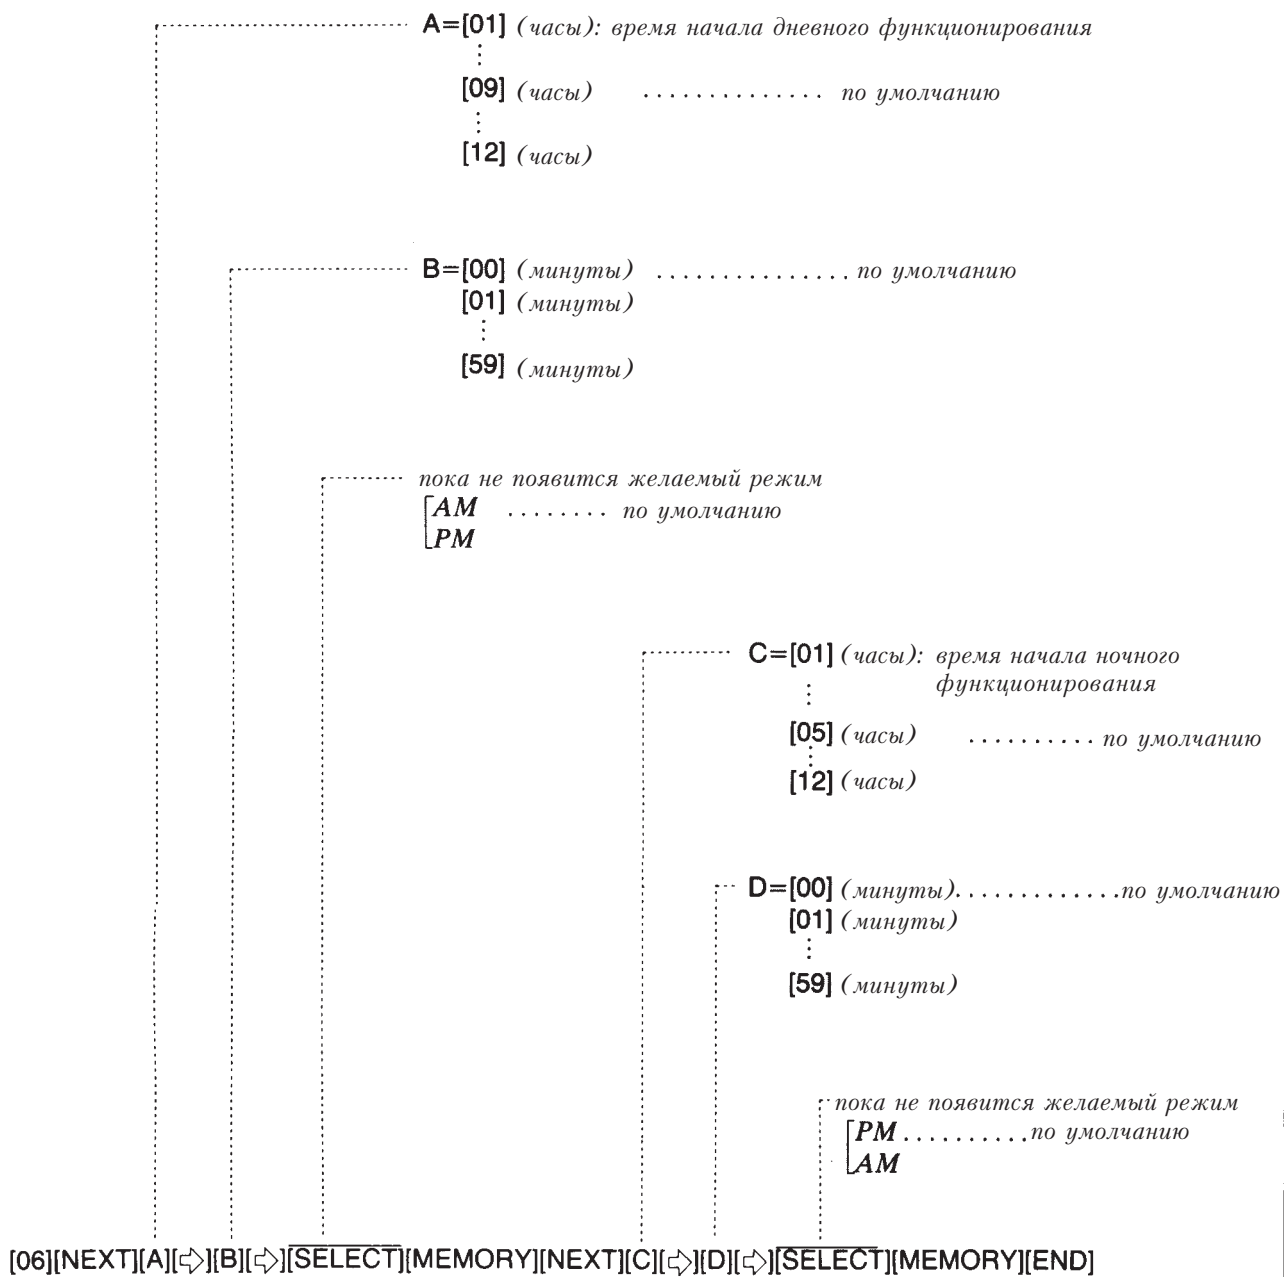 A=[01] (часы): время начала дневного функционирования
⋮
[09] (часы) .............. по умолчанию
⋮
[12] (часы)
B=[00] (минуты) ............... по умолчанию
[01] (минуты)
⋮
[59] (минуты)
пока не появится желаемый режим
AM ........ по умолчанию
PM
C=[01] (часы): время начала ночного
функционирования
⋮
[05] (часы) .......... по умолчанию
⋮
[12] (часы)
D=[00] (минуты).............по умолчанию
[01] (минуты)
⋮
[59] (минуты)
пока не появится желаемый режим
PM ..........по умолчанию
AM
[06][NEXT][A][⇨][B][⇨][SELECT][MEMORY][NEXT][C][⇨][D][⇨][SELECT][MEMORY][END]